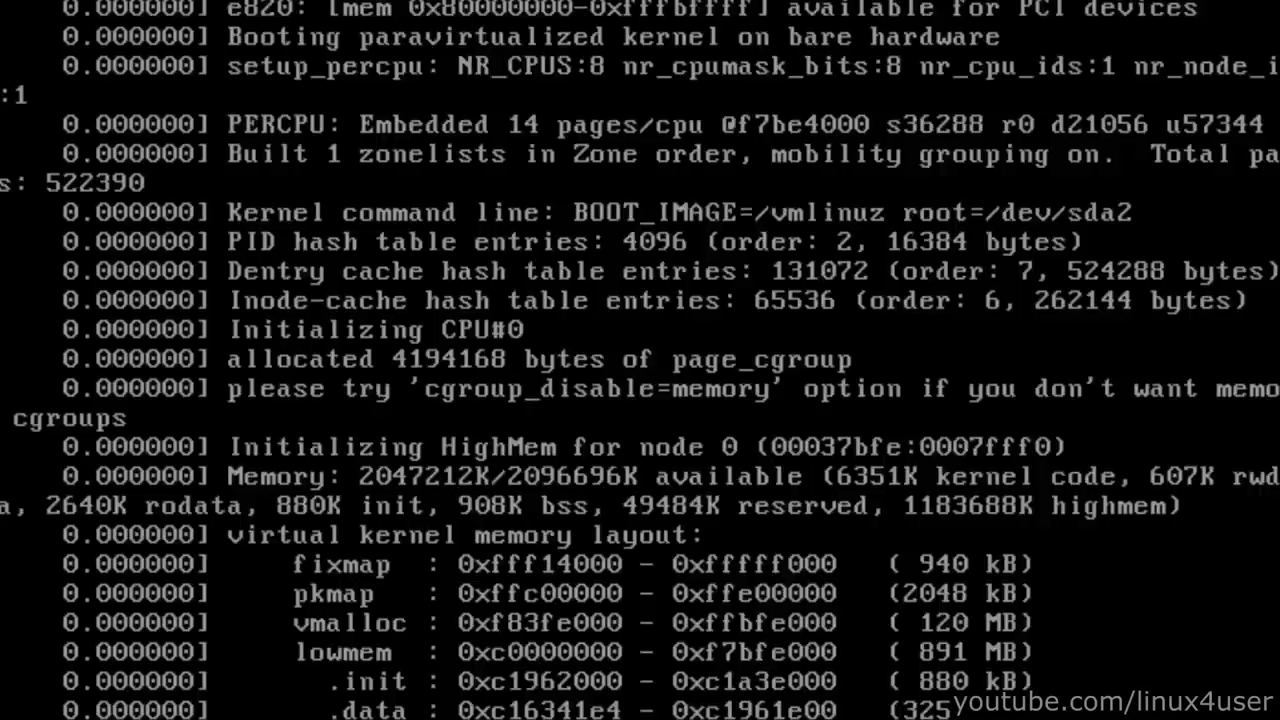 0.000000] e820: [mem 0x80000000-0xfffbffff] available for PCI devices
0.000000] Booting paravirtualized kernel on bare hardware
0.000000] setup_percpu: NR_CPUS:8 nr_cpumask_bits:8 nr_cpu_ids:1 nr_node_i
:1
0.000000] PERCPU: Embedded 14 pages/cpu @f7be4000 s36288 r0 d21056 u57344
0.000000] Built 1 zonelists in Zone order, mobility grouping on.  Total pa
s: 522390
0.000000] Kernel command line: BOOT_IMAGE=/vmlinuz root=/dev/sda2
0.000000] PID hash table entries: 4096 (order: 2, 16384 bytes)
0.000000] Dentry cache hash table entries: 131072 (order: 7, 524288 bytes)
0.000000] Inode-cache hash table entries: 65536 (order: 6, 262144 bytes)
0.000000] Initializing CPU#0
0.000000] allocated 4194168 bytes of page_cgroup
0.000000] please try 'cgroup_disable=memory' option if you don't want memo
cgroups
0.000000] Initializing HighMem for node 0 (00037bfe:0007fff0)
0.000000] Memory: 2047212K/2096696K available (6351K kernel code, 607K rwd
a, 2640K rodata, 880K init, 908K bss, 49484K reserved, 1183688K highmem)
0.000000] virtual kernel memory layout:
0.000000]     fixmap  : 0xfff14000 - 0xfffff000   ( 940 kB)
0.000000]     pkmap   : 0xffc00000 - 0xffe00000   (2048 kB)
0.000000]     vmalloc : 0xf83fe000 - 0xffbfe000   ( 120 MB)
0.000000]     lowmem  : 0xc0000000 - 0xf7bfe000   ( 891 MB)
0.000000]       .init : 0xc1962000 - 0xc1a3e000   ( 880 kB)
0.000000]       .data : 0xc16341e4 - 0xc1961e00   (325
youtube.com/linux4user